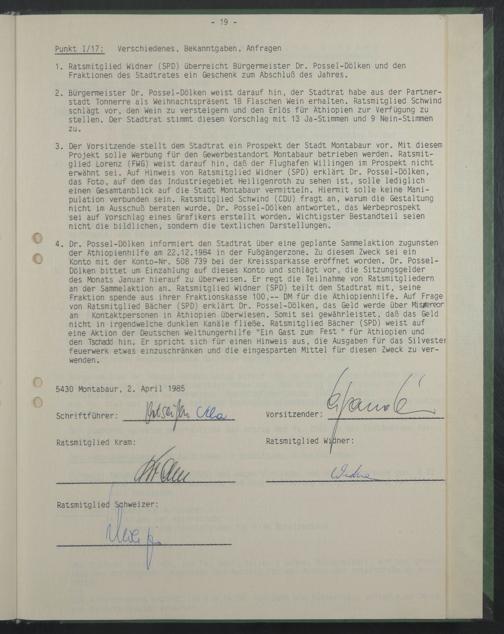 - 19 -
Punkt I/17: Verschiedenes, Bekanntgaben, Anfragen
1. Ratsmitglied Widner (SPD) überreicht Bürgermeister Dr. Possel-Dölken und den
Fraktionen des Stadtrates ein Geschenk zum Abschluß des Jahres.
2. Bürgermeister Dr. Possel-Dölken weist darauf hin, der Stadtrat habe aus der Partner-
stadt Tonnerre als Weihnachtspräsent 18 Flaschen Wein erhalten. Ratsmitglied Schwind
schlägt vor, den Wein zu versteigern und den Erlös für Äthiopien zur Verfügung zu
stellen. Der Stadtrat stimmt diesem Vorschlag mit 13 Ja-Stimmen und 9 Nein-Stimmen
zu.
3. Der Vorsitzende stellt dem Stadtrat ein Prospekt der Stadt Montabaur vor. Mit diesem
Projekt solle Werbung für den Gewerbestandort Montabaur betrieben werden. Ratsmit-
glied Lorenz (FWG) weist darauf hin, daß der Flughafen Willingen im Prospekt nicht
erwähnt sei. Auf Hinweis von Ratsmitglied Widner (SPD) erklärt Dr. Possel-Dölken,
das Foto, auf dem das Industriegebiet Heiligenroth zu sehen ist, solle lediglich
einen Gesamtanblick auf die Stadt Montabaur vermitteln. Hiermit solle keine Mani-
pulation verbunden sein. Ratsmitglied Schwind (CDU) fragt an, warum die Gestaltung
nicht im Ausschuß beraten wurde. Dr. Possel-Dölken antwortet, das Werbeprospekt
sei auf Vorschlag eines Grafikers erstellt worden. Wichtigster Bestandteil seien
nicht die bildlichen, sondern die textlichen Darstellungen.
4. Dr. Possel-Dölken informiert den Stadtrat über eine geplante Sammelaktion zugunsten
der Äthiopienhilfe am 22.12.1984 in der Fußgängerzone. Zu diesem Zweck sei ein
Konto mit der Konto-Nr. 508 739 bei der Kreissparkasse eröffnet worden. Dr. Possel-
Dölken bittet um Einzahlung auf dieses Konto und schlägt vor, die Sitzungsgelder
des Monats Januar hierauf zu überweisen. Er regt die Teilnahme von Ratsmitgliedern
an der Sammelaktion an. Ratsmitglied Widner (SPD) teilt dem Stadtrat mit, seine
Fraktion spende aus ihrer Fraktionskasse 100,-- DM für die Äthiopienhilfe. Auf Frage
von Ratsmitglied Bächer (SPD) erklärt Dr. Possel-Dölken, das Geld werde über Misereor
an Kontaktpersonen in Äthiopien überwiesen. Somit sei gewährleistet, daß das Geld
nicht in irgendwelche dunklen Kanäle fließe. Ratsmitglied Bächer (SPD) weist auf
eine Aktion der Deutschen Welthungerhilfe "Ein Gast zum Fest " für Äthiopien und
den Tschad hin. Er spricht sich für einen Hinweis aus, die Ausgaben für das Silvester
feuerwerk etwas einzuschränken und die eingesparten Mittel für diesen Zweck zu ver-
wenden.
5430 Montabaur, 2. April 1985
Schriftführer:
Vorsitzender:
Ratsmitglied Kram:
Ratsmitglied Widner:
Kram
Widner
Ratsmitglied Schweizer: